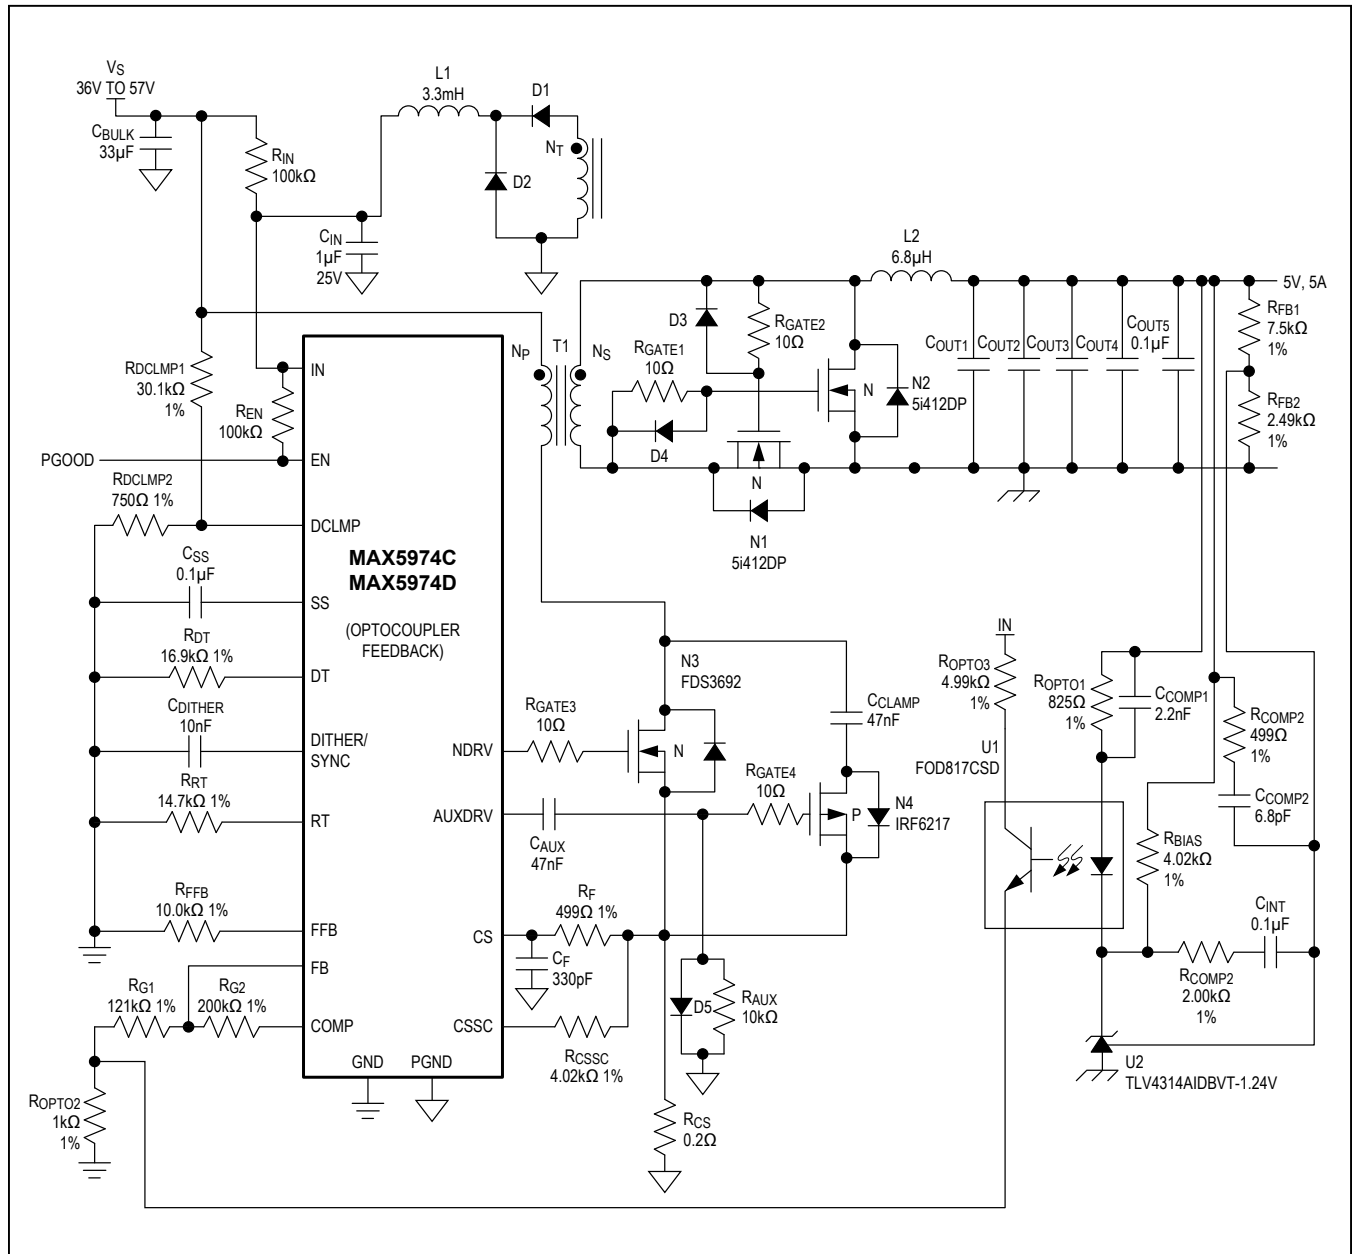 VS
36V TO 57V
CBULK
33µF
RIN
100kΩ
L1
3.3mH
D1
NT
D2
CIN
1µF
25V
L2
6.8µH
5V, 5A
D3
RGATE2
10Ω
RGATE1
10Ω
NP
T1
NS
N
N2
5i412DP
D4
N
N1
5i412DP
COUT1
COUT2
COUT3
COUT4
COUT5
0.1µF
RFB1
7.5kΩ
1%
RFB2
2.49kΩ
1%
RDCLMP1
30.1kΩ
1%
REN
100kΩ
PGOOD
RDCLMP2
750Ω 1%
CSS
0.1µF
RDT
16.9kΩ 1%
CDITHER
10nF
RRT
14.7kΩ 1%
RFFB
10.0kΩ 1%
RG1
121kΩ 1%
RG2
200kΩ 1%
ROPTO2
1kΩ
1%
IN
EN
DCLMP
MAX5974C
MAX5974D
(OPTOCOUPLER
FEEDBACK)
SS
DT
DITHER/
SYNC
RT
FFB
FB
COMP
GND
PGND
NDRV
AUXDRV
CS
CSSC
N3
FDS3692
RGATE3
10Ω
N
CCLAMP
47nF
RGATE4
10Ω
P
N4
IRF6217
CAUX
47nF
RF
499Ω 1%
CF
330pF
RCSSC
4.02kΩ 1%
D5
RAUX
10kΩ
RCS
0.2Ω
IN
ROPTO3
4.99kΩ
1%
U1
FOD817CSD
ROPTO1
825Ω
1%
CCOMP1
2.2nF
RCOMP2
499Ω
1%
CCOMP2
6.8pF
RBIAS
4.02kΩ
1%
CINT
0.1µF
RCOMP2
2.00kΩ
1%
U2
TLV4314AIDBVT-1.24V